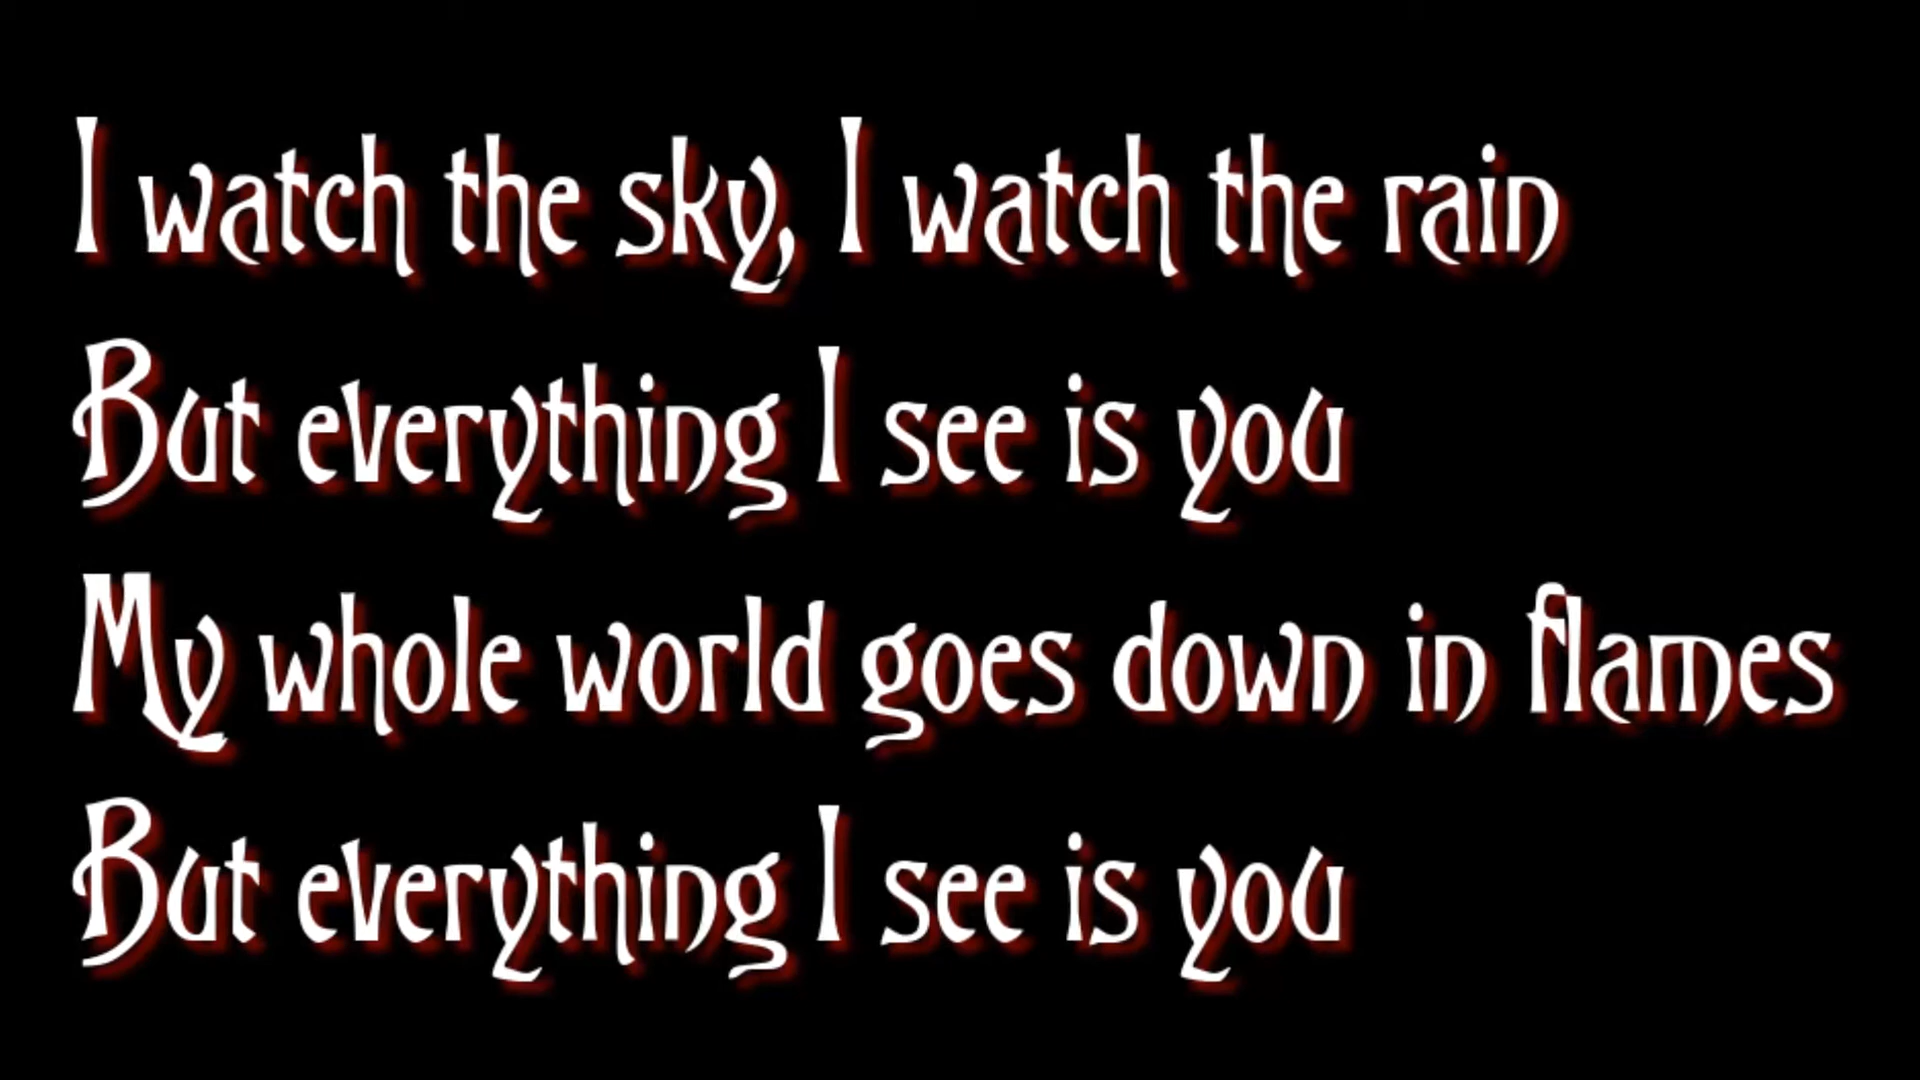 I watch the sky, I watch the rain
But everything I see is you
My whole world goes down in flames
But everything I see is you